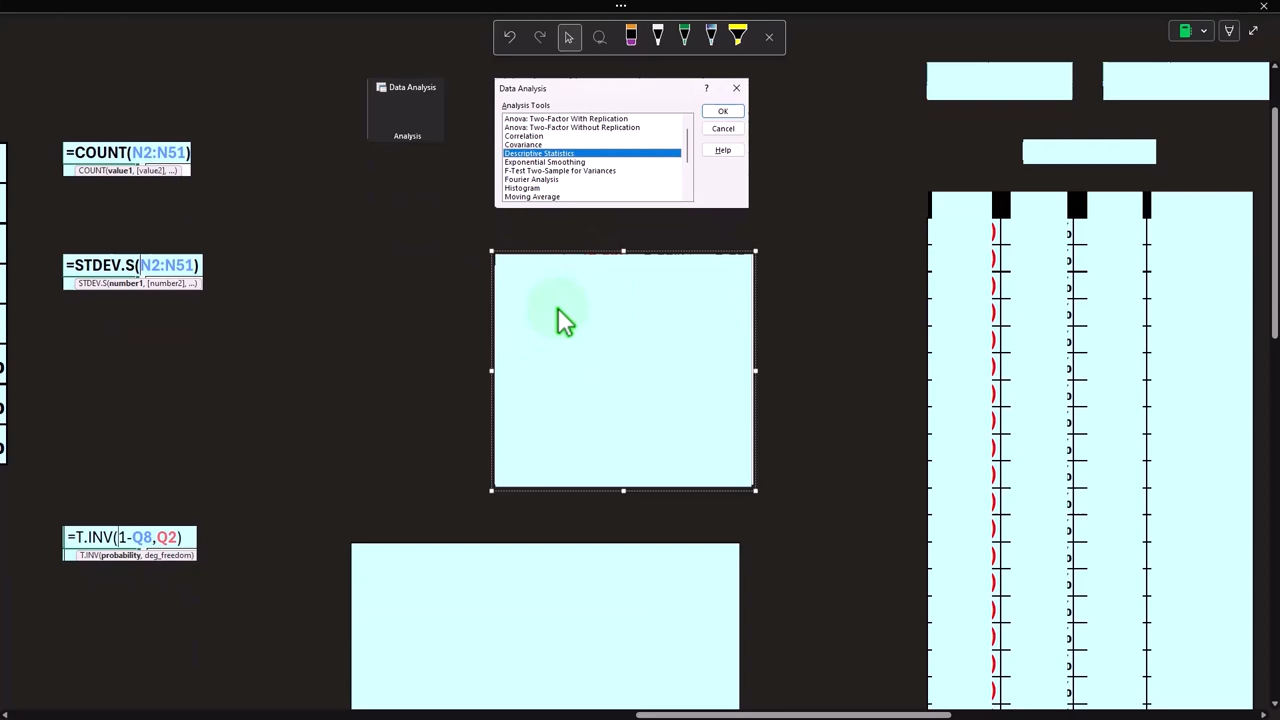 Data Analysis
Analysis
Data Analysis
?
Analysis Tools
Anova: Two-Factor With Replication
Anova: Two-Factor Without Replication
Correlation
Covariance
Descriptive Statistics
Exponential Smoothing
F-Test Two-Sample for Variances
Fourier Analysis
Histogram
Moving Average
OK
Cancel
Help
=COUNT(N2:N51)
COUNT(value1, [value2], ...)
=STDEV.S(N2:N51)
STDEV.S(number1, [number2], ...)
=T.INV(1-Q8,Q2)
T.INV(probability, deg_freedom)